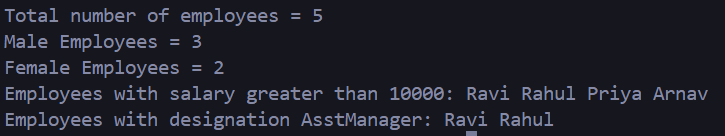 Total number of employees = 5
Male Employees = 3
Female Employees = 2
Employees with salary greater than 10000: Ravi Rahul Priya Arnav
Employees with designation AsstManager: Ravi Rahul